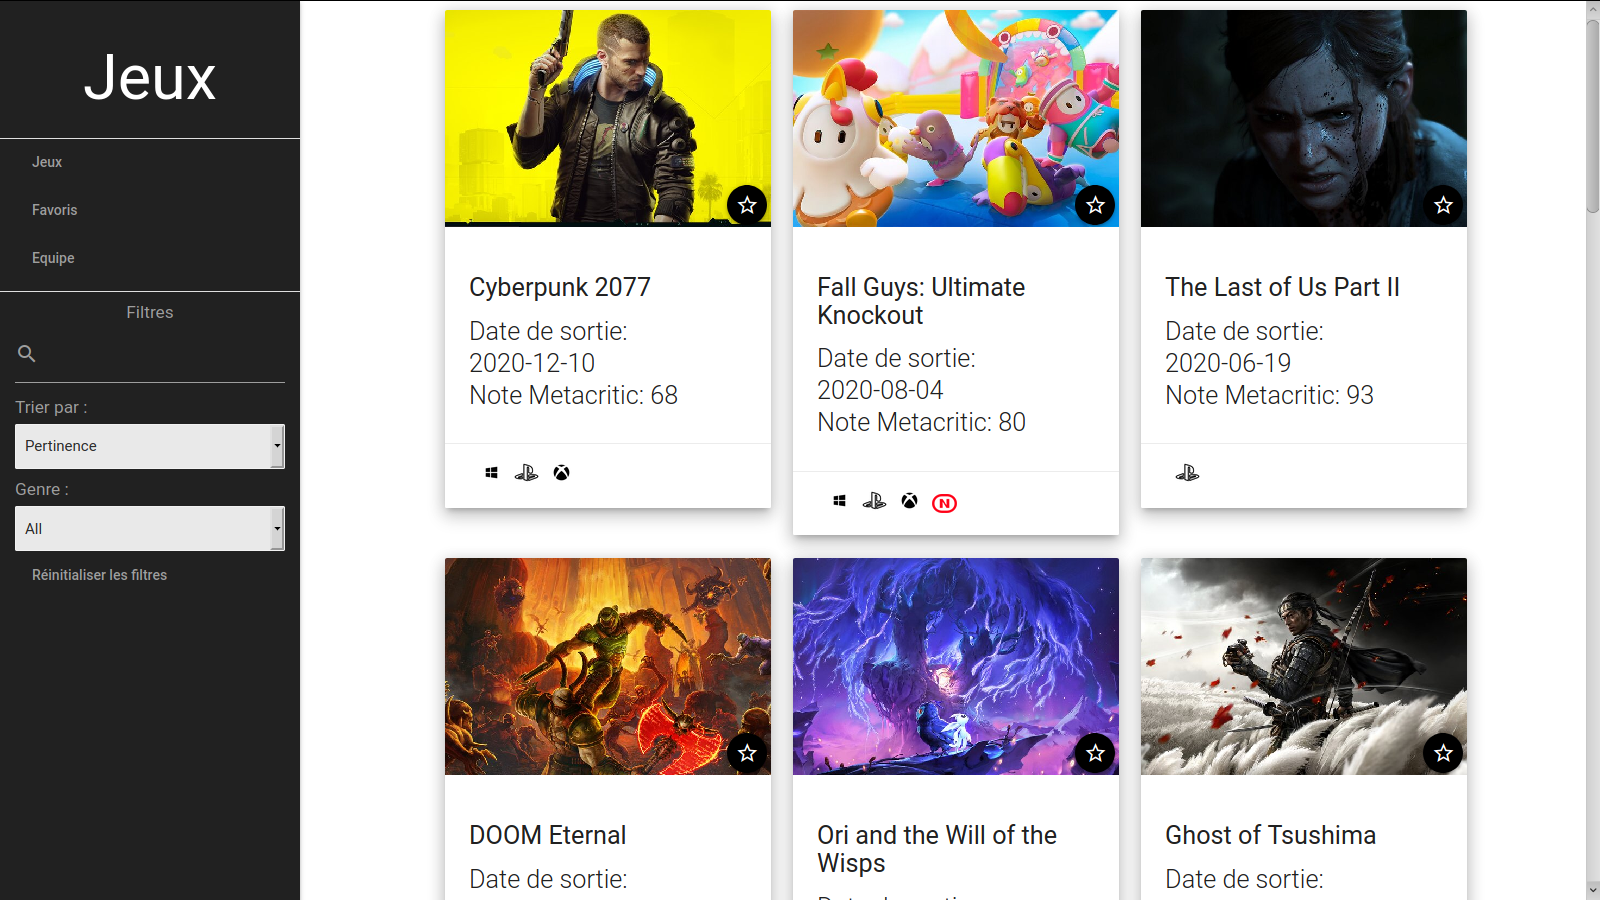 Jeux
Jeux
Favoris
Equipe
Filtres
Trier par :
Pertinence
Genre :
All
Réinitialiser les filtres
Cyberpunk 2077
Date de sortie:
2020-12-10
Note Metacritic: 68
Fall Guys: Ultimate
Knockout
Date de sortie:
2020-08-04
Note Metacritic: 80
N
The Last of Us Part II
Date de sortie:
2020-06-19
Note Metacritic: 93
DOOM Eternal
Date de sortie:
Ori and the Will of the
Wisps
Ghost of Tsushima
Date de sortie: